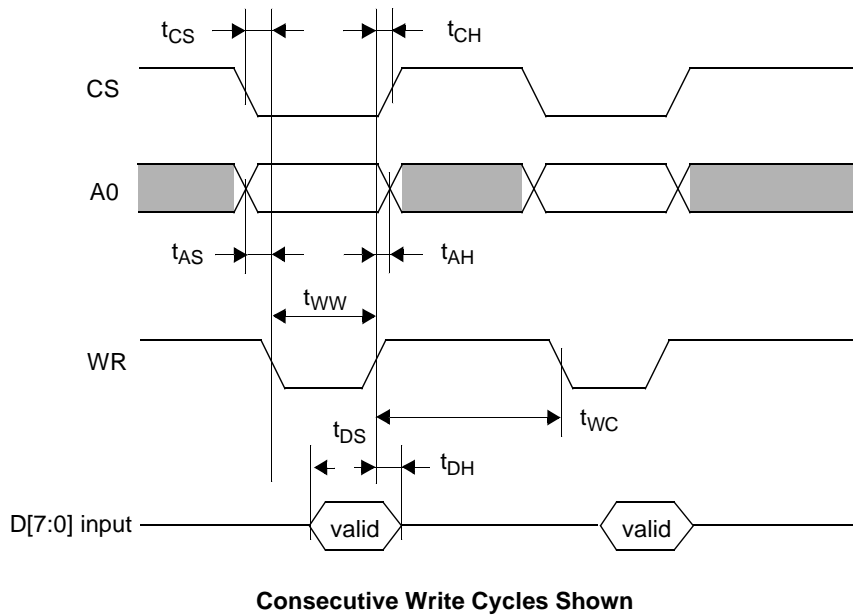 tCS
tCH
CS
A0
tAS
tAH
tWW
WR
tWC
tDS
tDH
D[7:0] input
valid
valid
Consecutive Write Cycles Shown